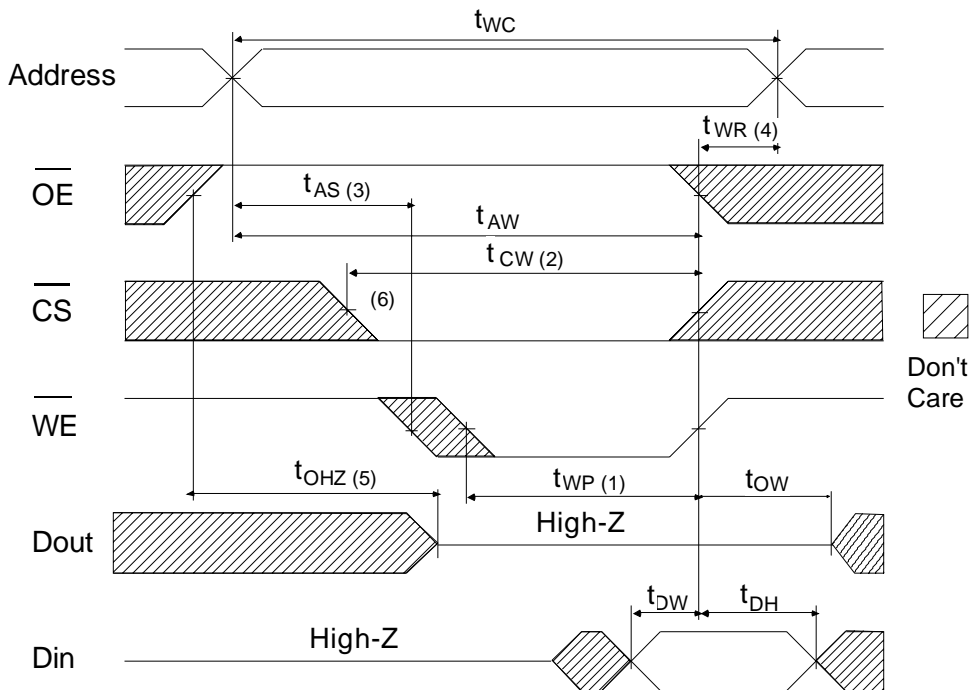 tWC
Address
tWR (4)
OE
tAS (3)
tAW
tCW (2)
CS
(6)
Don't
Care
WE
tOHZ (5)
tWP (1)
tOW
Dout
High-Z
tDW
tDH
High-Z
Din